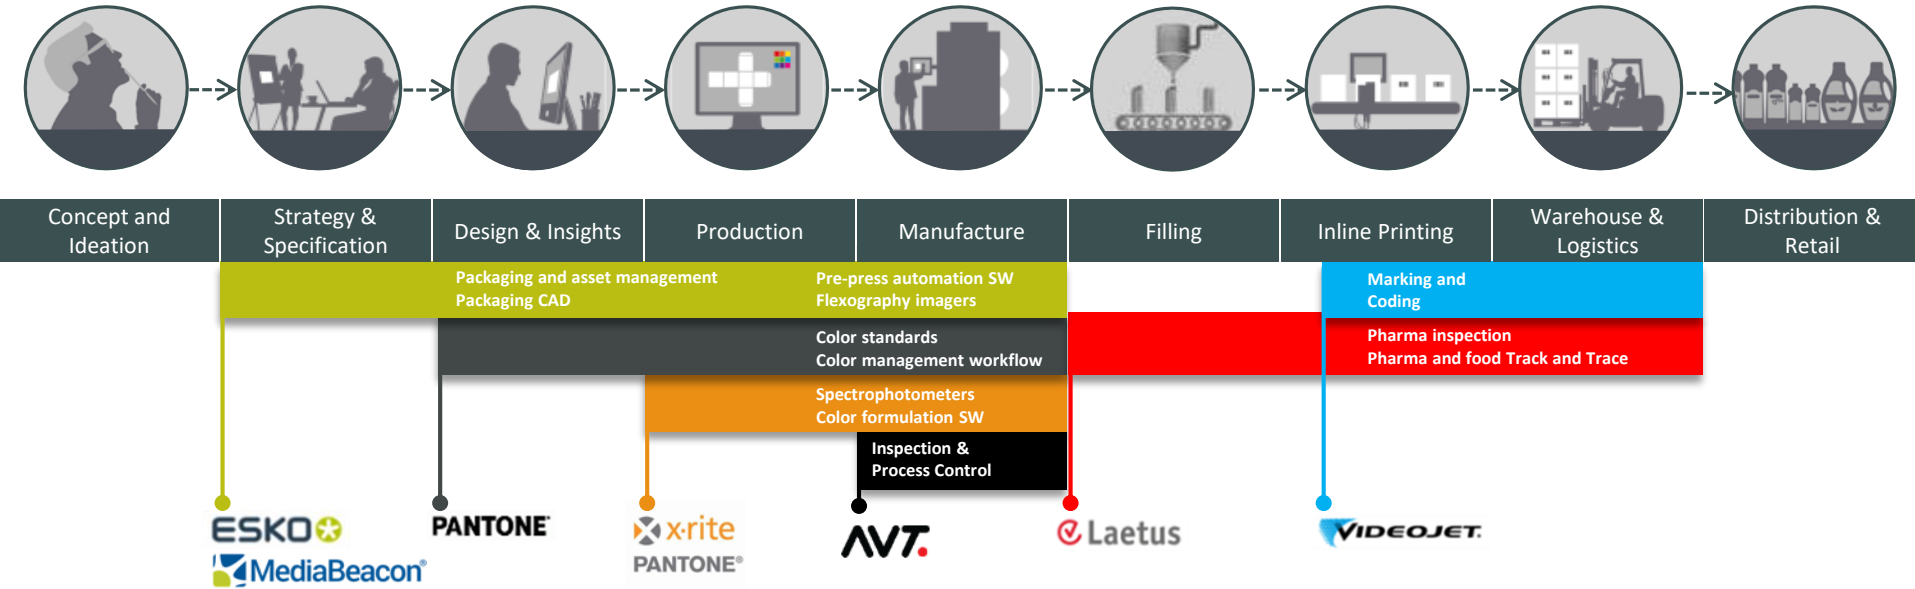 Concept and
Ideation
Strategy &
Specification
Design & Insights
Production
Manufacture
Filling
Inline Printing
Warehouse &
Logistics
Distribution &
Retail
Packaging and asset management
Packaging CAD
Pre-press automation SW
Flexography imagers
Marking and
Coding
Color standards
Color management workflow
Pharma inspection
Pharma and food Track and Trace
Spectrophotometers
Color formulation SW
Inspection &
Process Control
ESKO
MediaBeacon®
PANTONE®
x·rite
PANTONE®
AVT.
Laetus
VIDEOJET.